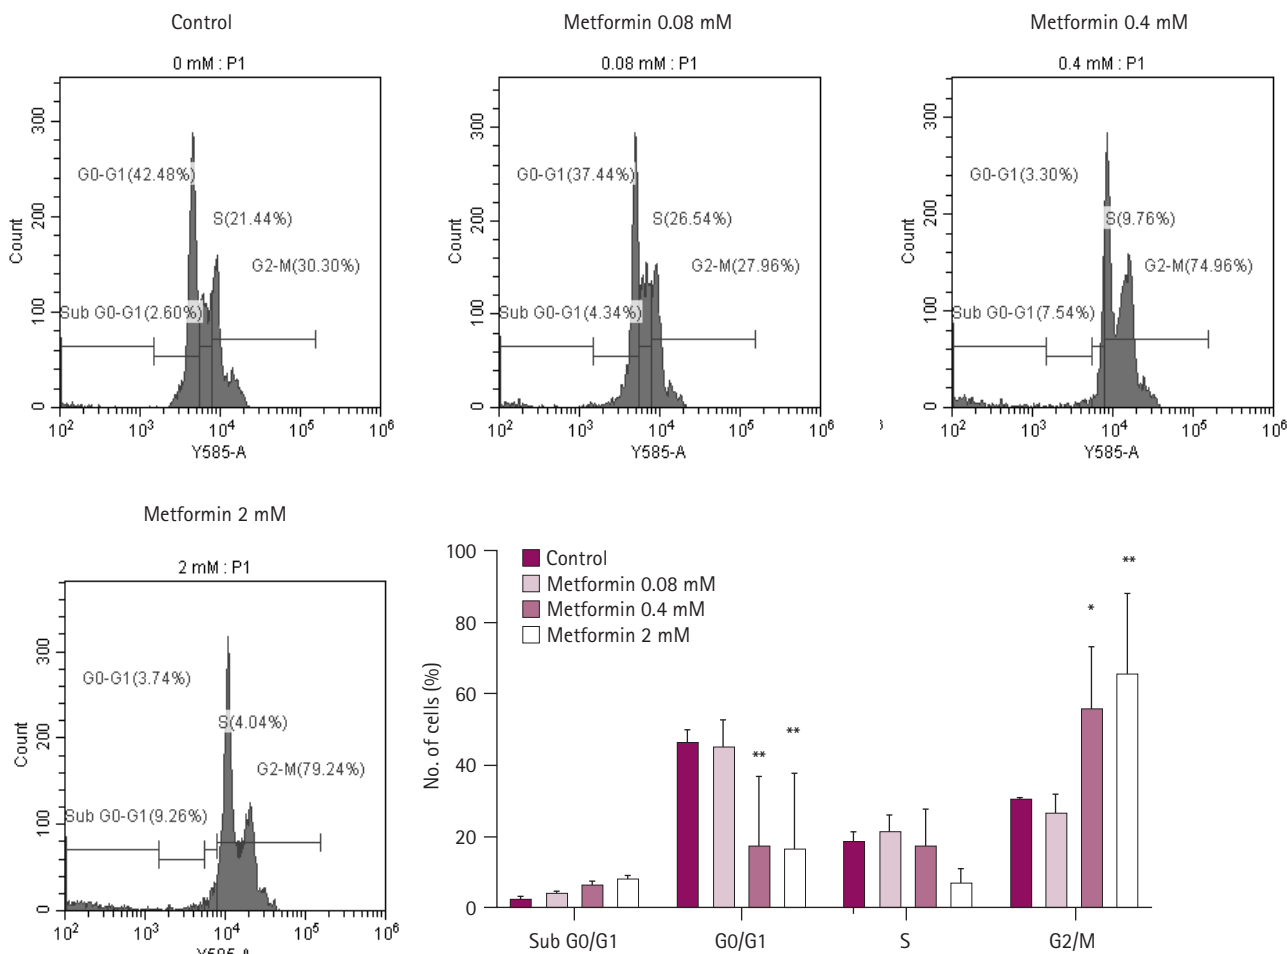 Control
0 mM : P1
Count
300
200
100
0
G0-G1(42.48%)
S(21.44%)
G2-M(30.30%)
Sub G0-G1(2.60%)
10² 10³ 10⁴ 10⁵ 10⁶
Y585-A
Metformin 0.08 mM
0.08 mM : P1
Count
300
200
100
0
G0-G1(37.44%)
S(26.54%)
G2-M(27.96%)
Sub G0-G1(4.34%)
10² 10³ 10⁴ 10⁵ 10⁶
Y585-A
Metformin 0.4 mM
0.4 mM : P1
Count
300
200
100
0
G0-G1(3.30%)
S(9.76%)
G2-M(74.96%)
Sub G0-G1(7.54%)
10² 10³ 10⁴ 10⁵ 10⁶
Y585-A
Metformin 2 mM
2 mM : P1
Count
300
200
100
0
G0-G1(3.74%)
S(4.04%)
G2-M(79.24%)
Sub G0-G1(9.26%)
10² 10³ 10⁴ 10⁵ 10⁶
Y585-A
No. of cells (%)
100
80
60
40
20
0
Control
Metformin 0.08 mM
Metformin 0.4 mM
Metformin 2 mM
** ** * **
Sub G0/G1 G0/G1 S G2/M